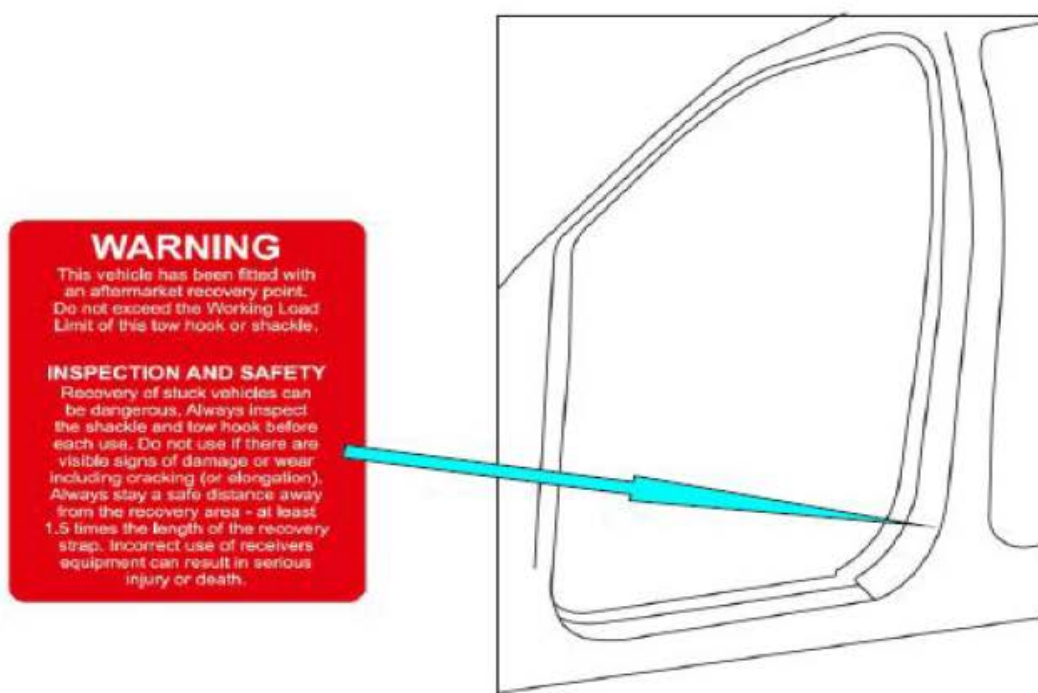 WARNING
This vehicle has been fitted with
an aftermarket recovery point.
Do not exceed the Working Load
Limit of this tow hook or shackle.
INSPECTION AND SAFETY
Recovery of stuck vehicles can
be dangerous. Always inspect
the shackle and tow hook before
each use. Do not use if there are
visible signs of damage or wear
including cracking (or elongation).
Always stay a safe distance away
from the recovery area - at least
1.5 times the length of the recovery
strap. Incorrect use of receivers
equipment can result in serious
injury or death.